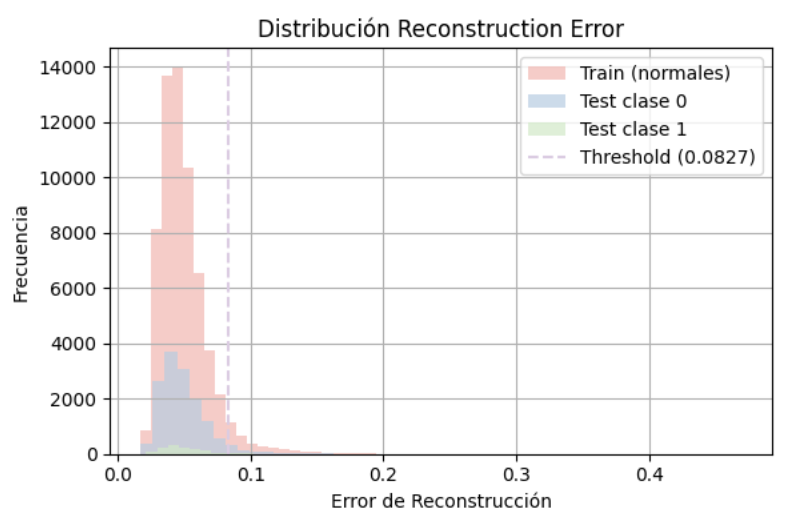 Distribución Reconstruction Error
Train (normales)
Test clase 0
Test clase 1
Threshold (0.0827)
Frecuencia
14000
12000
10000
8000
6000
4000
2000
0
0.0
0.1
0.2
0.3
0.4
Error de Reconstrucción